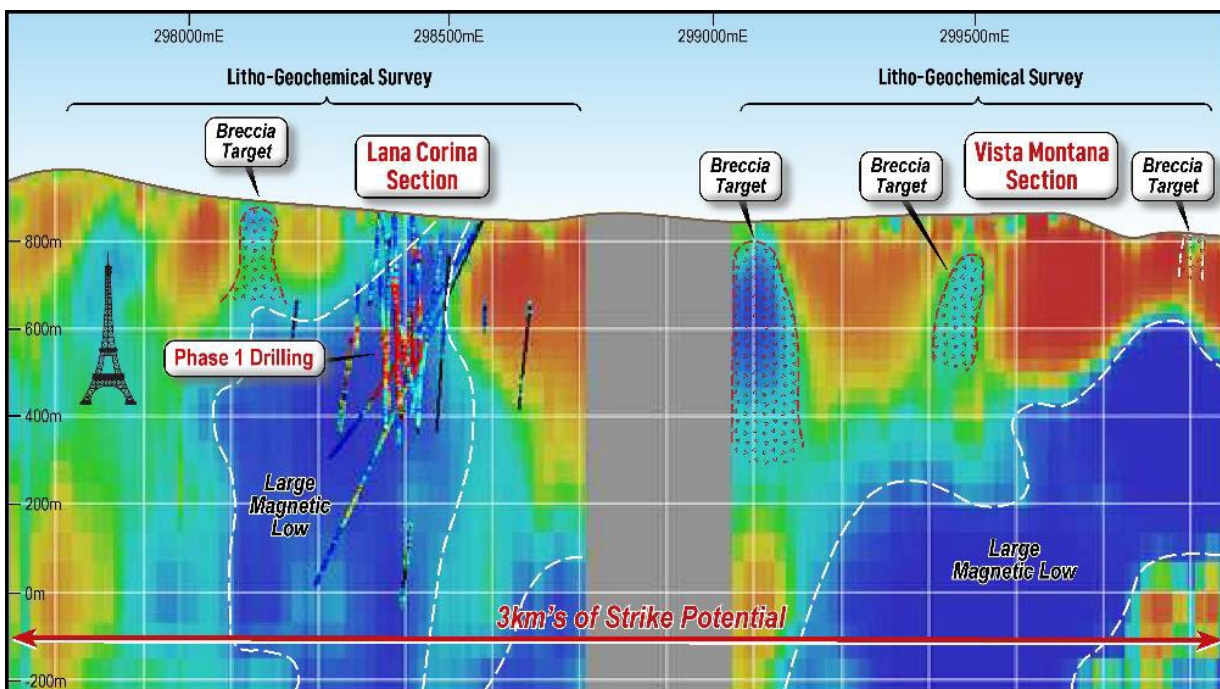 298000mE
298500mE
299000mE
299500mE
Litho-Geochemical Survey
Litho-Geochemical Survey
Breccia
Target
Lana Corina
Section
Breccia
Target
Breccia
Target
Vista Montana
Section
Breccia
Target
800m
600m
Phase 1 Drilling
400m
Large
Magnetic
Low
200m
Large
Magnetic Low
0m
3km's of Strike Potential
-200m